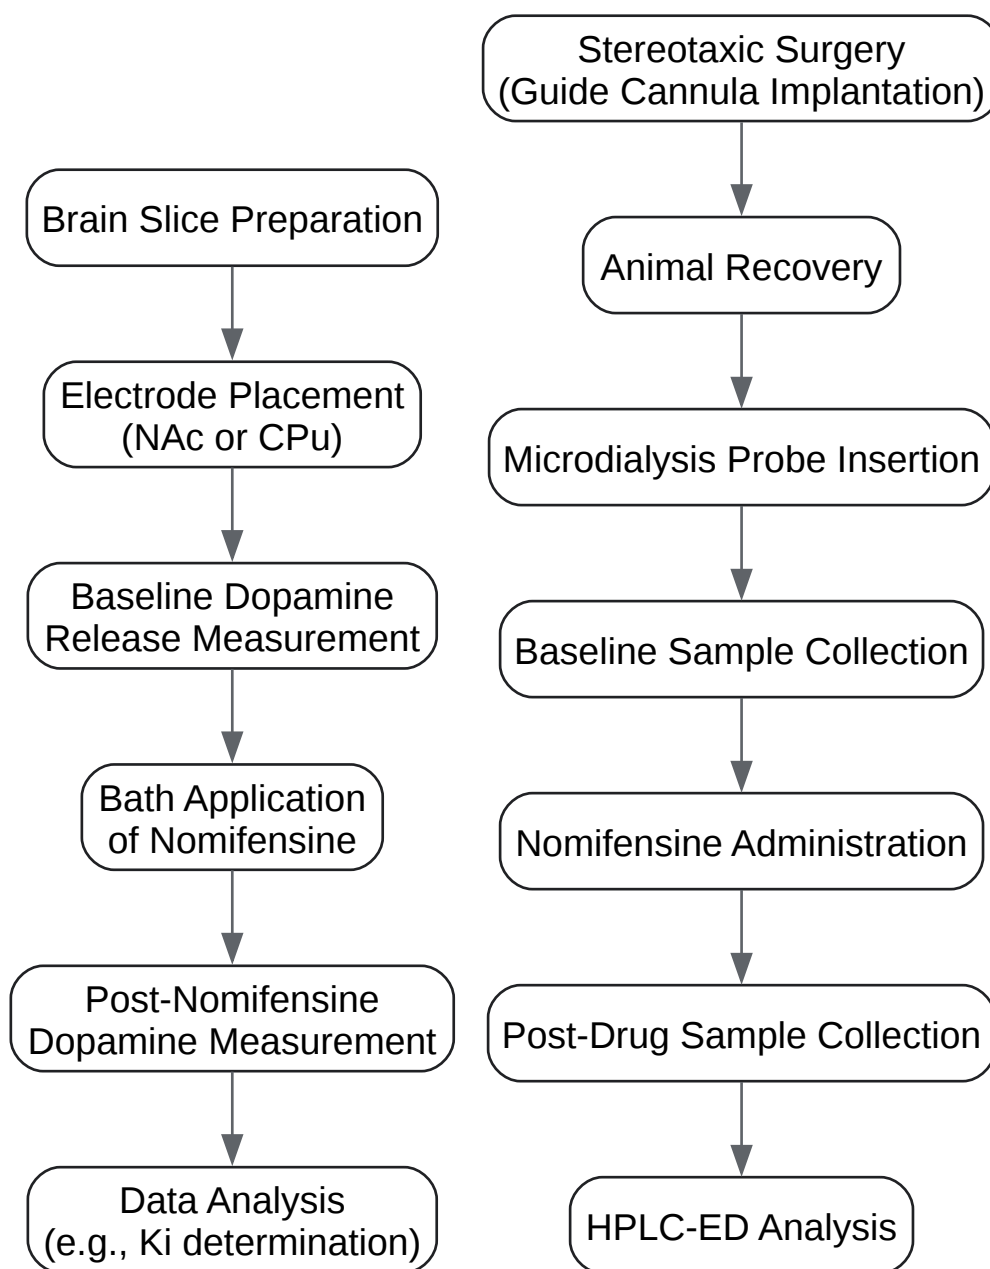 Brain Slice Preparation
Electrode Placement
(NAc or CPu)
Baseline Dopamine
Release Measurement
Bath Application
of Nomifensine
Post-Nomifensine
Dopamine Measurement
Data Analysis
(e.g., Ki determination)
Stereotaxic Surgery
(Guide Cannula Implantation)
Animal Recovery
Microdialysis Probe Insertion
Baseline Sample Collection
Nomifensine Administration
Post-Drug Sample Collection
HPLC-ED Analysis